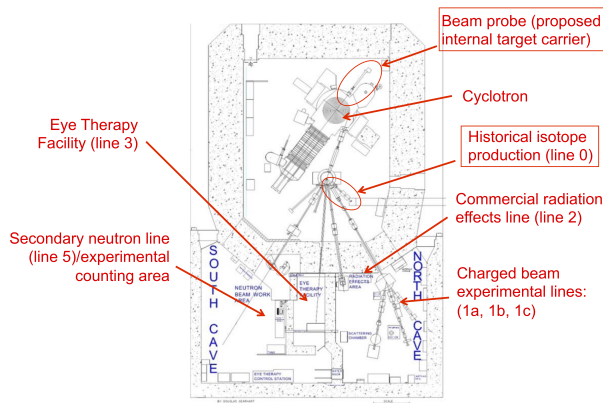 Beam probe (proposed
internal target carrier)
Cyclotron
Eye Therapy
Facility (line 3)
Historical isotope
production (line 0)
Commercial radiation
effects line (line 2)
Secondary neutron line
(line 5)/experimental
counting area
Charged beam
experimental lines:
(1a, 1b, 1c)
SOUTH CAVE
NORTH CAVE
NEUTRON
BEAM WORK
AREA
EYE
THERAPY
FACILITY
RADIATION
EFFECTS
AREA
SCATTERING
CHAMBER
EYE THERAPY
CONTROL STATION
SCALE